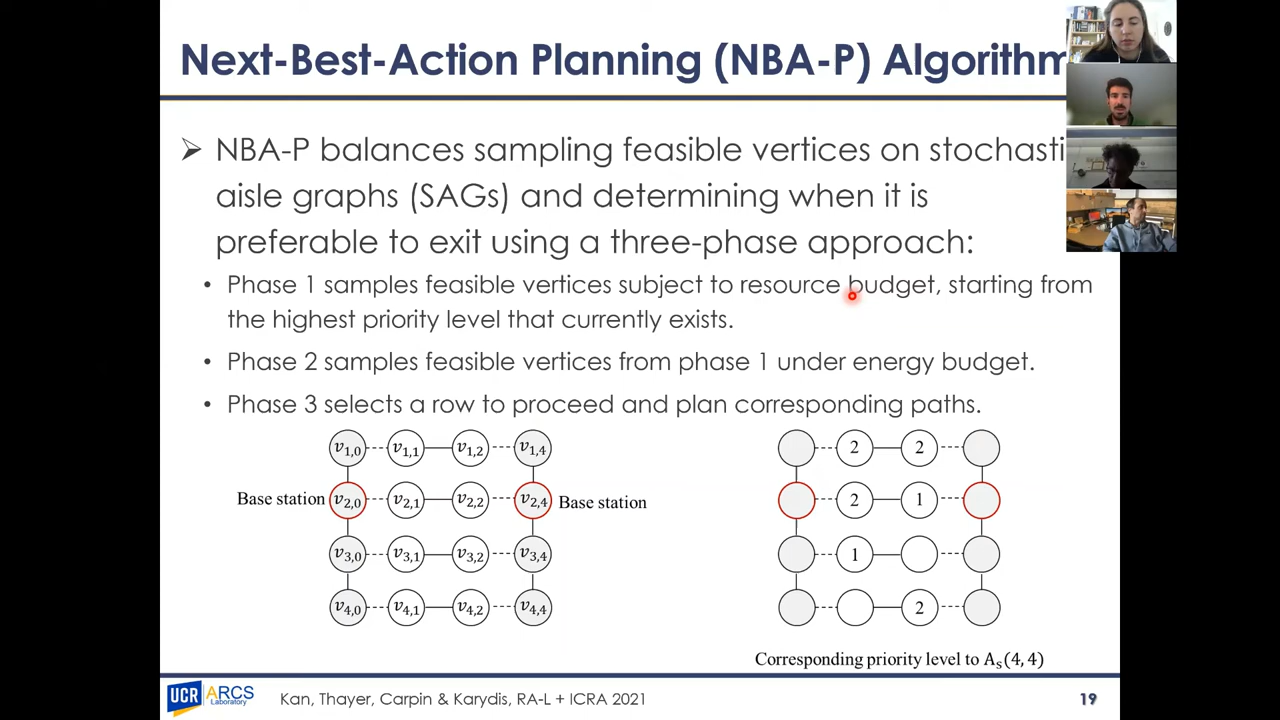 Next-Best-Action Planning (NBA-P) Algorithm
➤ NBA-P balances sampling feasible vertices on stochasti
aisle graphs (SAGs) and determining when it is
preferable to exit using a three-phase approach:
• Phase 1 samples feasible vertices subject to resource budget, starting from
the highest priority level that currently exists.
• Phase 2 samples feasible vertices from phase 1 under energy budget.
• Phase 3 selects a row to proceed and plan corresponding paths.
v1,0 v1,1 v1,2 v1,4
Base station v2,0 v2,1 v2,2 v2,4 Base station
v3,0 v3,1 v3,2 v3,4
v4,0 v4,1 v4,2 v4,4
2 2
2 1
1
2
Corresponding priority level to As(4, 4)
UCR ARCS Laboratory
Kan, Thayer, Carpin & Karydis, RA-L + ICRA 2021
19